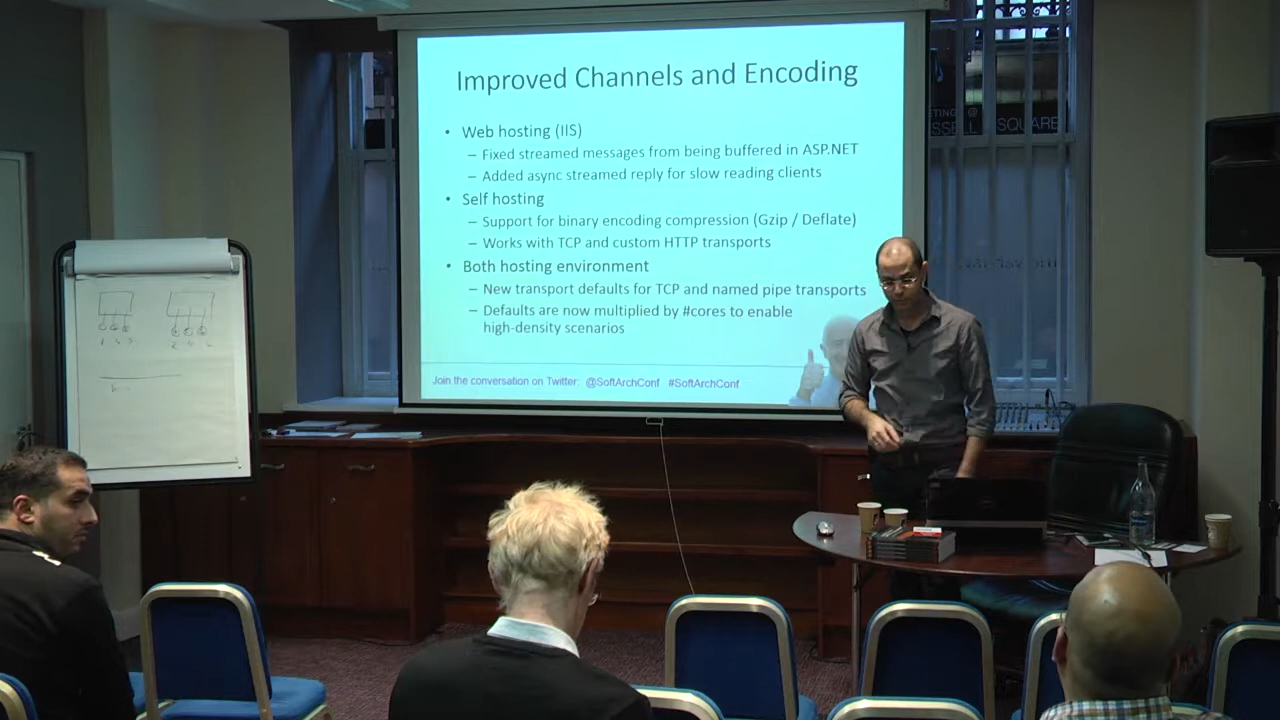 Improved Channels and Encoding
• Web hosting (IIS)
– Fixed streamed messages from being buffered in ASP.NET
– Added async streamed reply for slow reading clients
• Self hosting
– Support for binary encoding compression (Gzip / Deflate)
– Works with TCP and custom HTTP transports
• Both hosting environment
– New transport defaults for TCP and named pipe transports
– Defaults are now multiplied by #cores to enable
high-density scenarios
Join the conversation on Twitter: @SoftArchConf #SoftArchConf
SQUARE